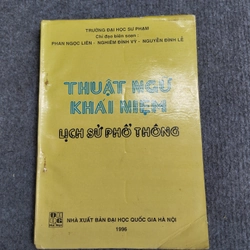 TRƯỜNG ĐẠI HỌC SƯ PHẠM
Chỉ đạo biên soạn:
PHAN NGỌC LIÊN - NGHIÊM ĐÌNH VỲ - NGUYỄN ĐÌNH LỄ
THUẬT NGỮ
KHÁI NIỆM
LỊCH SỬ PHỔ THÔNG
NHÀ XUẤT BẢN ĐẠI HỌC QUỐC GIA HÀ NỘI
1996